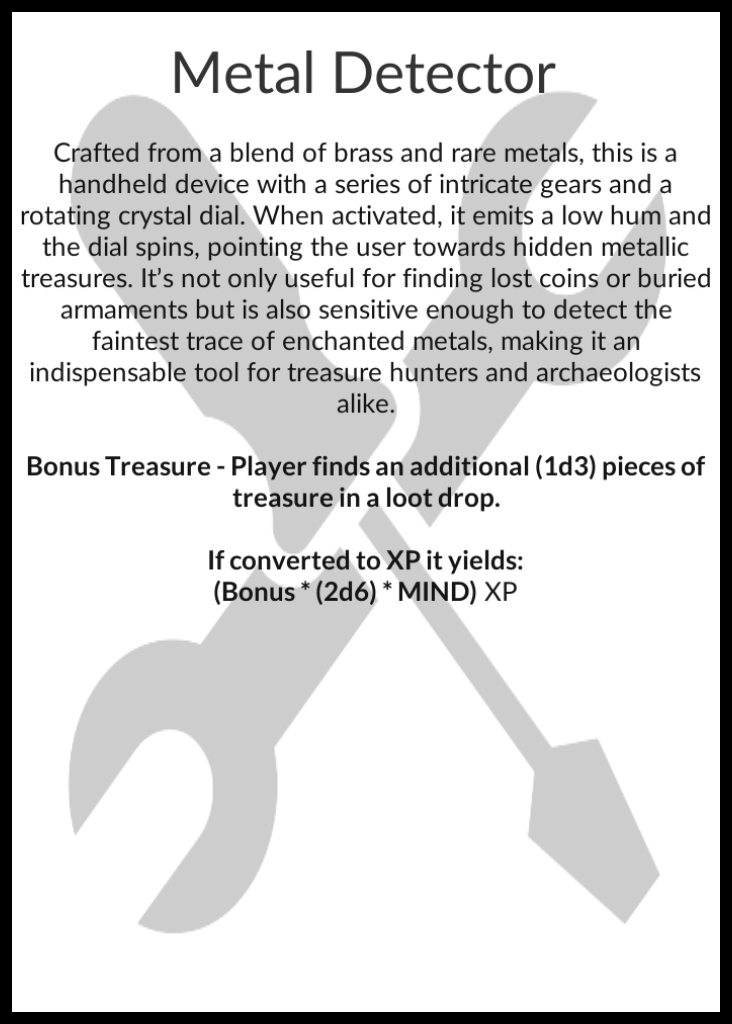 Metal Detector
Crafted from a blend of brass and rare metals, this is a
handheld device with a series of intricate gears and a
rotating crystal dial. When activated, it emits a low hum and
the dial spins, pointing the user towards hidden metallic
treasures. It’s not only useful for finding lost coins or buried
armaments but is also sensitive enough to detect the
faintest trace of enchanted metals, making it an
indispensable tool for treasure hunters and archaeologists
alike.
Bonus Treasure - Player finds an additional (1d3) pieces of
treasure in a loot drop.
If converted to XP it yields:
(Bonus * (2d6) * MIND) XP